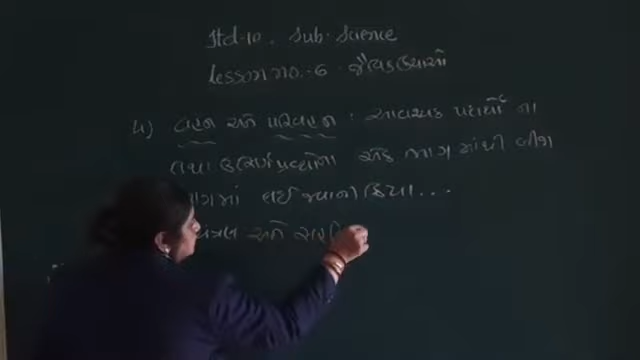 Std-10. Sub- Science
Lesson no.-6. જૈવિક ક્રિયાઓ
4) વહન અને પરિવહન : આવશ્યક પદાર્થો ના
તથા ઉત્સર્ગ દ્રવ્યોના એક ભાગ માંથી બીજા
ભાગમાં લઈ જવાની ક્રિયા...
અને